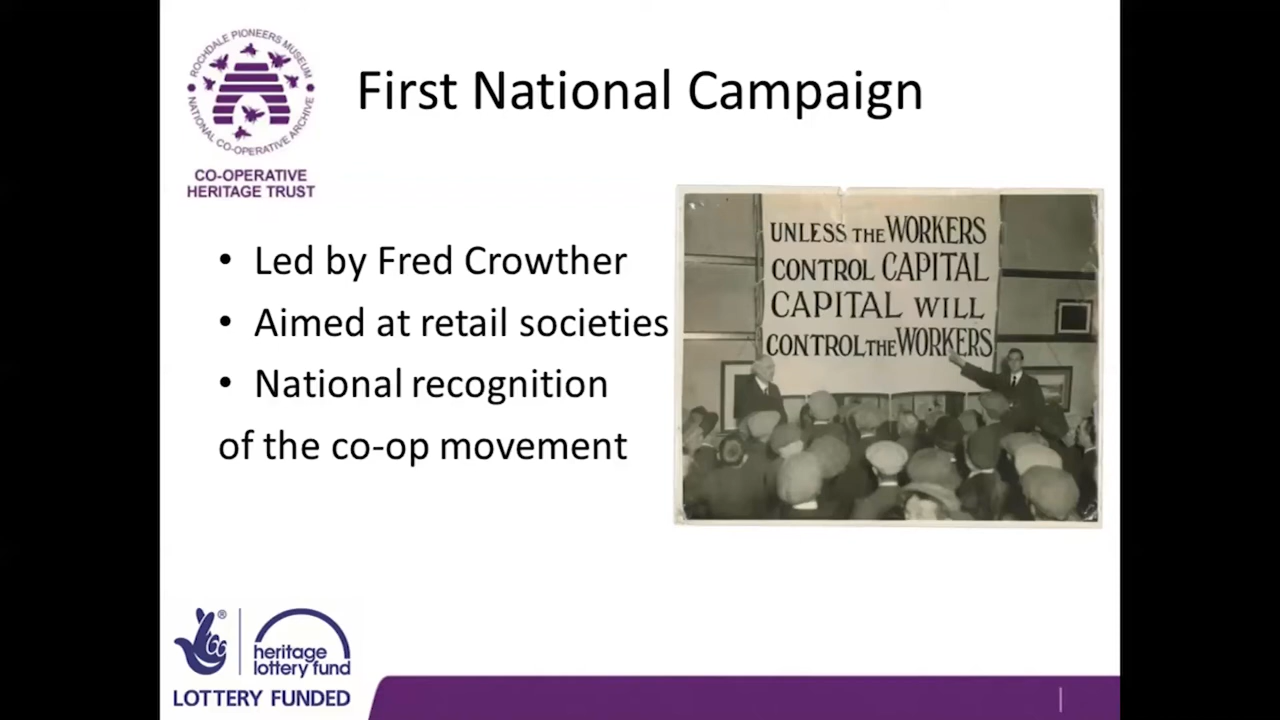 ROCHDALE PIONEERS MUSEUM
NATIONAL CO-OPERATIVE ARCHIVE
CO-OPERATIVE
HERITAGE TRUST
First National Campaign
• Led by Fred Crowther
• Aimed at retail societies
• National recognition
of the co-op movement
UNLESS THE WORKERS
CONTROL CAPITAL
CAPITAL WILL
CONTROL THE WORKERS
®
heritage
lottery fund
LOTTERY FUNDED